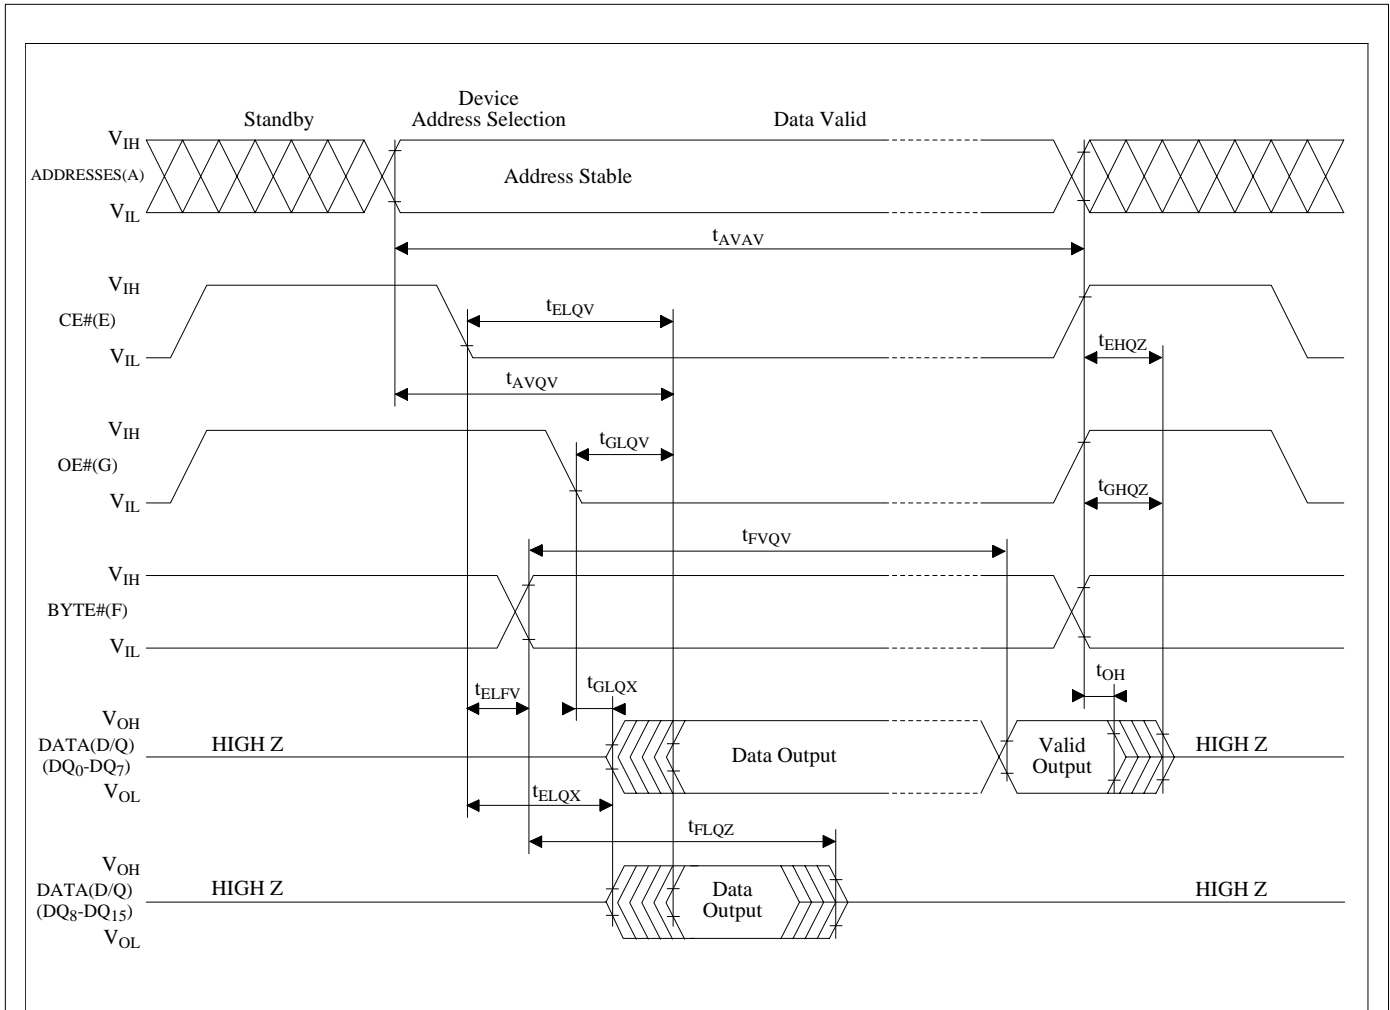 Device
Standby Address Selection Data Valid
VIH
ADDRESSES(A) Address Stable
VIL
tAVAV
VIH
CE#(E) tELQV
VIL tEHQZ
tAVQV
VIH
OE#(G) tGLQV
VIL tGHQZ
tFVQV
VIH
BYTE#(F)
VIL
tELFV tGLQX tOH
VOH
DATA(D/Q) HIGH Z Data Output Valid HIGH Z
(DQ0-DQ7) Output
VOL
tELQX
tFLQZ
VOH
DATA(D/Q) HIGH Z Data HIGH Z
(DQ8-DQ15) Output
VOL